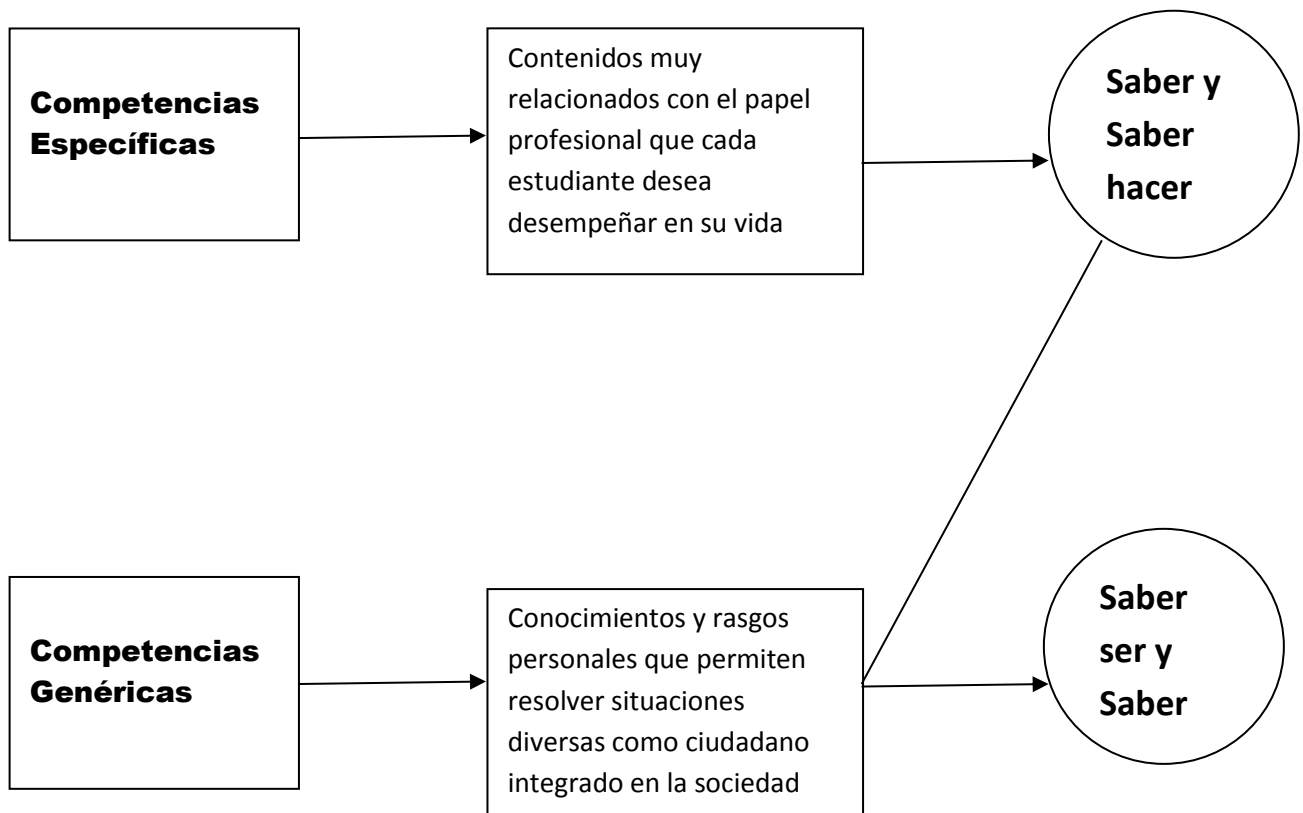 Competencias
Específicas
Contenidos muy
relacionados con el papel
profesional que cada
estudiante desea
desempeñar en su vida
Saber y
Saber
hacer
Competencias
Genéricas
Conocimientos y rasgos
personales que permiten
resolver situaciones
diversas como ciudadano
integrado en la sociedad
Saber
ser y
Saber